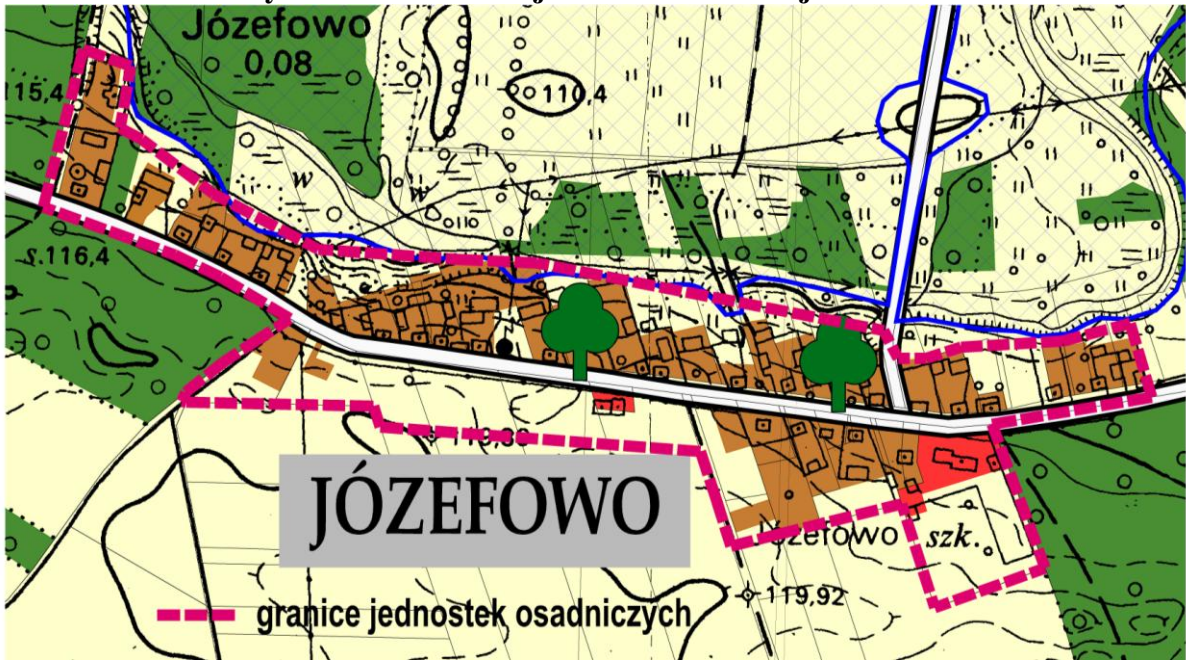 Józefowo
0,08
115,4
110,4
w
w
s.116,4
JÓZEFOWO
Józefowo
szk.
119,92
granice jednostek osadniczych